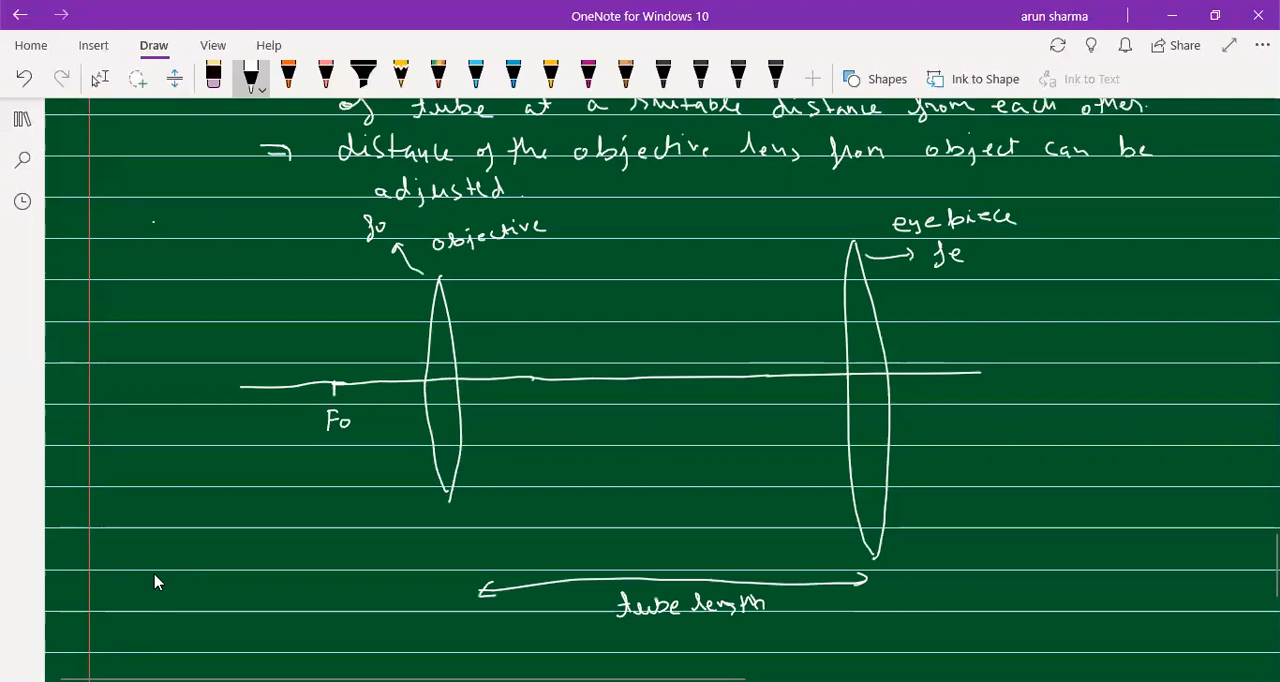 OneNote for Windows 10
arun sharma
Home Insert Draw View Help
Share
Shapes Ink to Shape Ink to Text
of tube at a suitable distance from each other.
⇒ distance of the objective lens from object can be
adjusted.
fo objective
eyepiece
fe
Fo
tube length